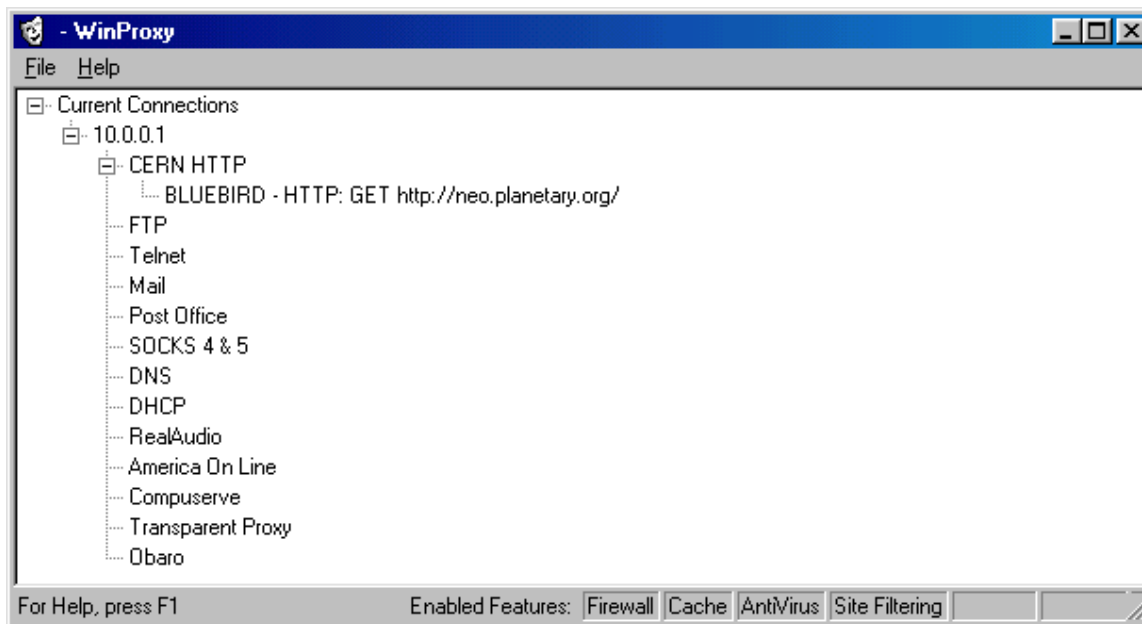 - WinProxy
File Help
Current Connections
10.0.0.1
CERN HTTP
BLUEBIRD - HTTP: GET http://neo.planetary.org/
FTP
Telnet
Mail
Post Office
SOCKS 4 & 5
DNS
DHCP
RealAudio
America On Line
Compuserve
Transparent Proxy
Obaro
For Help, press F1 Enabled Features: Firewall Cache AntiVirus Site Filtering